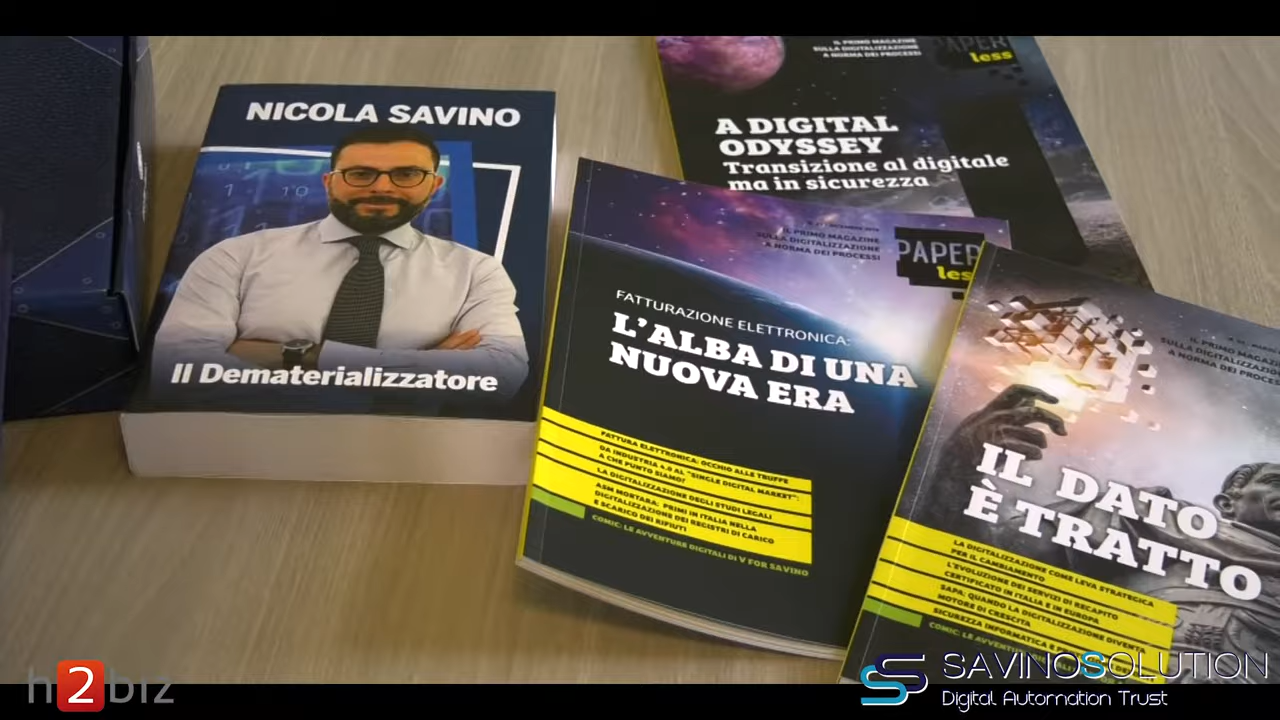 NICOLA SAVINO
Il Dematerializzatore
IL PRIMO MAGAZINE
SULLA DIGITALIZZAZIONE
A NORMA DEI PROCESSI
PAPER
less
A DIGITAL
ODYSSEY
Transizione al digitale
ma in sicurezza
IL PRIMO MAGAZINE
SULLA DIGITALIZZAZIONE
A NORMA DEI PROCESSI
PAPER
les
FATTURAZIONE ELETTRONICA:
L'ALBA DI UNA
NUOVA ERA
FATTURA ELETTRONICA: OCCHIO ALLE TRUFFE
DA INDUSTRIA 4.0 AL "SINGLE DIGITAL MARKET":
A CHE PUNTO SIAMO?
LA DIGITALIZZAZIONE DEGLI STUDI LEGALI
ASM MORTARA: PRIMI IN ITALIA NELLA
DIGITALIZZAZIONE DEI REGISTRI DI CARICO
E SCARICO DEI RIFIUTI
COMIC: LE AVVENTURE DIGITALI DI V FOR SAVINO
IL PRIMO MAGAZINE
SULLA DIGITALIZZAZIONE
A NORMA DEI PROCESSI
IL DATO
È TRATTO
LA DIGITALIZZAZIONE COME LEVA STRATEGICA
PER IL CAMBIAMENTO
L'EVOLUZIONE DEI SERVIZI DI RECAPITO
CERTIFICATO IN ITALIA E IN EUROPA
SAPA: QUANDO LA DIGITALIZZAZIONE DIVENTA
MOTORE DI CRESCITA
SICUREZZA INFORMATICA E
COMIC: LE AVVENTURE
h2biz
SAVINOSOLUTION
Digital Automation Trust